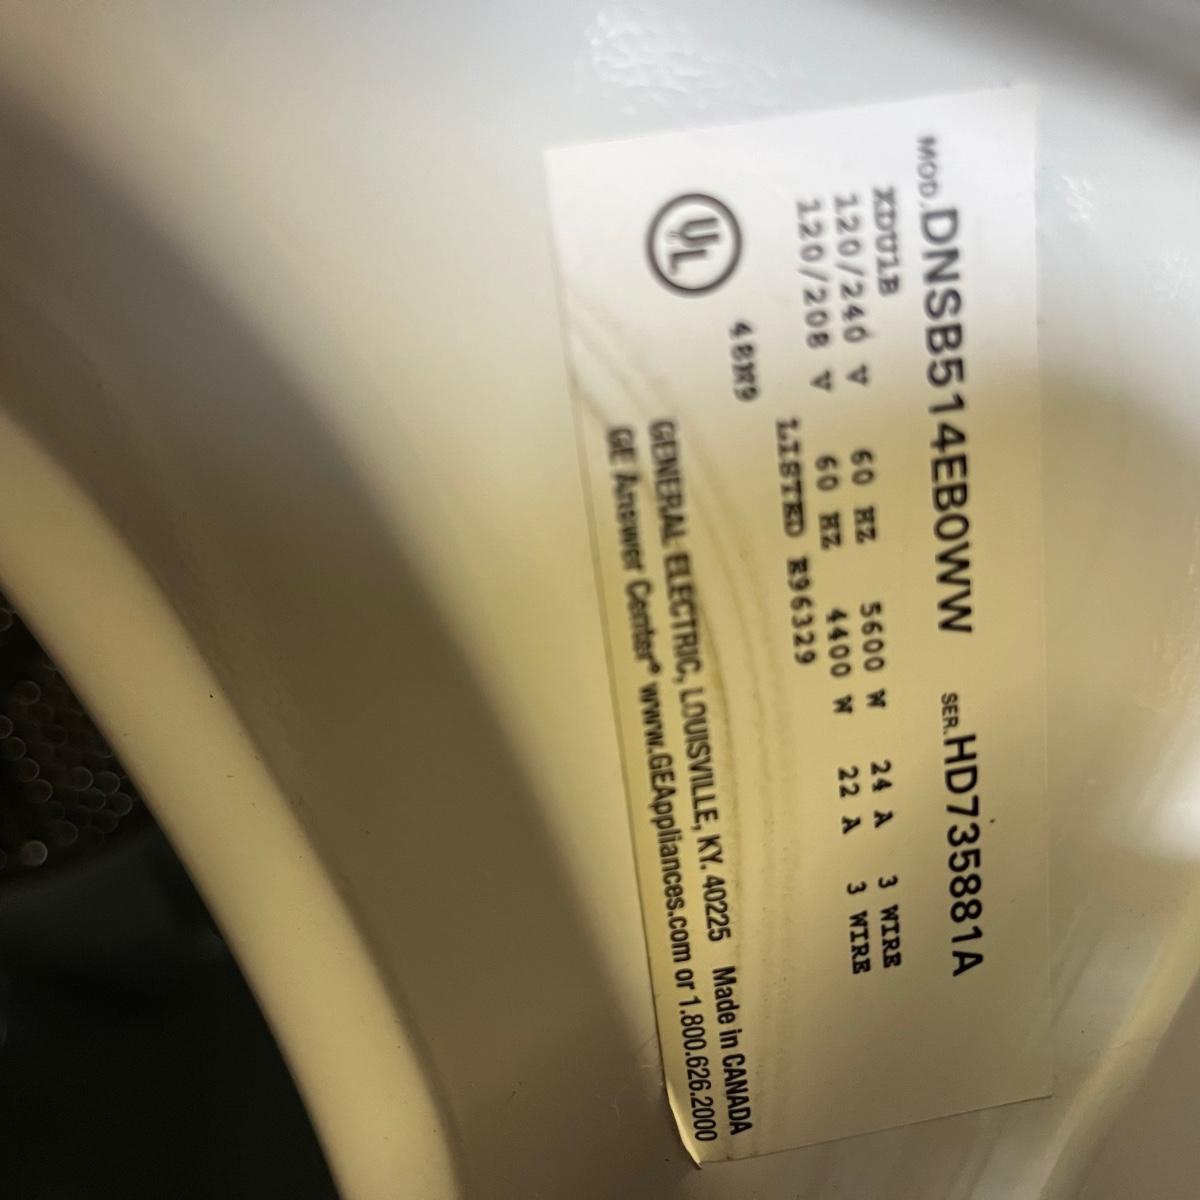 MOD. DNSB514EB0WW SER. HD735881A
XDU1B
120/240 V 60 HZ 5600 W 24 A 3 WIRE
120/208 V 60 HZ 4400 W 22 A 3 WIRE
LISTED E96329
UL
48M9
GENERAL ELECTRIC, LOUISVILLE, KY. 40225 Made in CANADA
GE Answer Center® www.GEAppliances.com or 1.800.626.2000